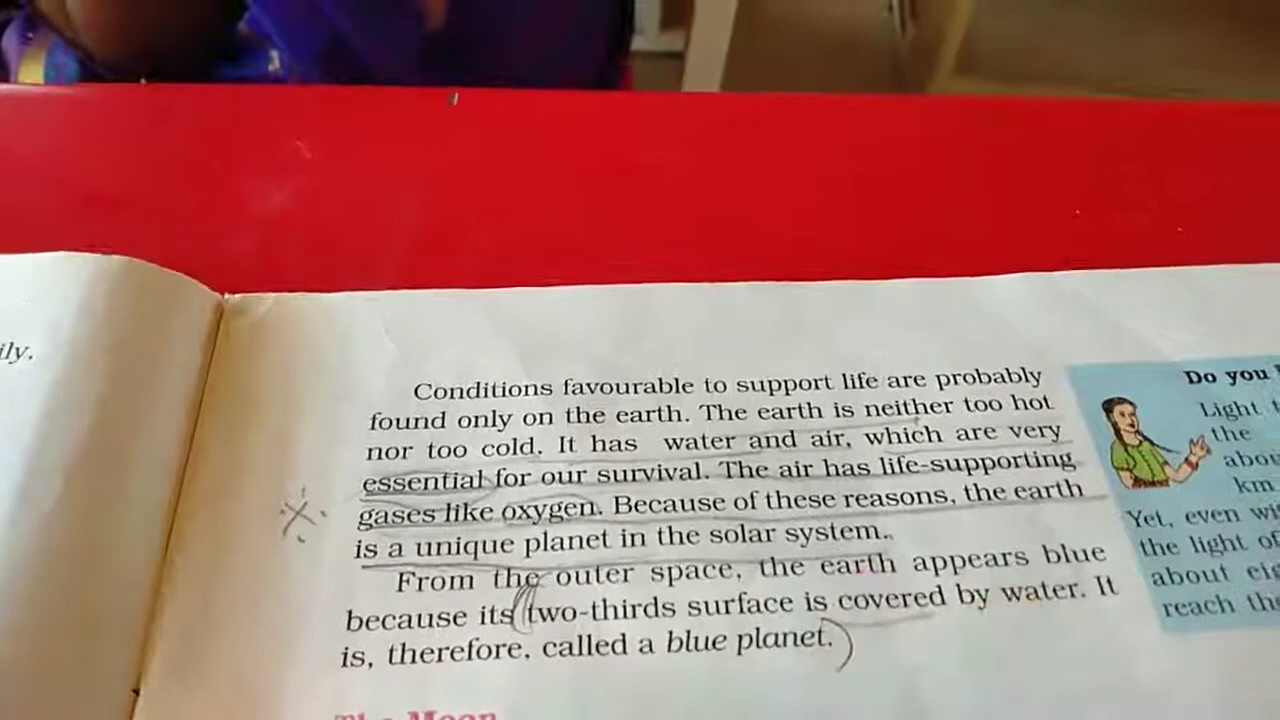 ily,
Conditions favourable to support life are probably
found only on the earth. The earth is neither too hot
nor too cold. It has water and air, which are very
essential for our survival. The air has life-supporting
gases like oxygen. Because of these reasons, the earth
is a unique planet in the solar system.
From the outer space, the earth appears blue
because its two-thirds surface is covered by water. It
is, therefore, called a blue planet.
Moon
Do you
Light
the
abou
km
Yet, even wi
the light of
about eig
reach the